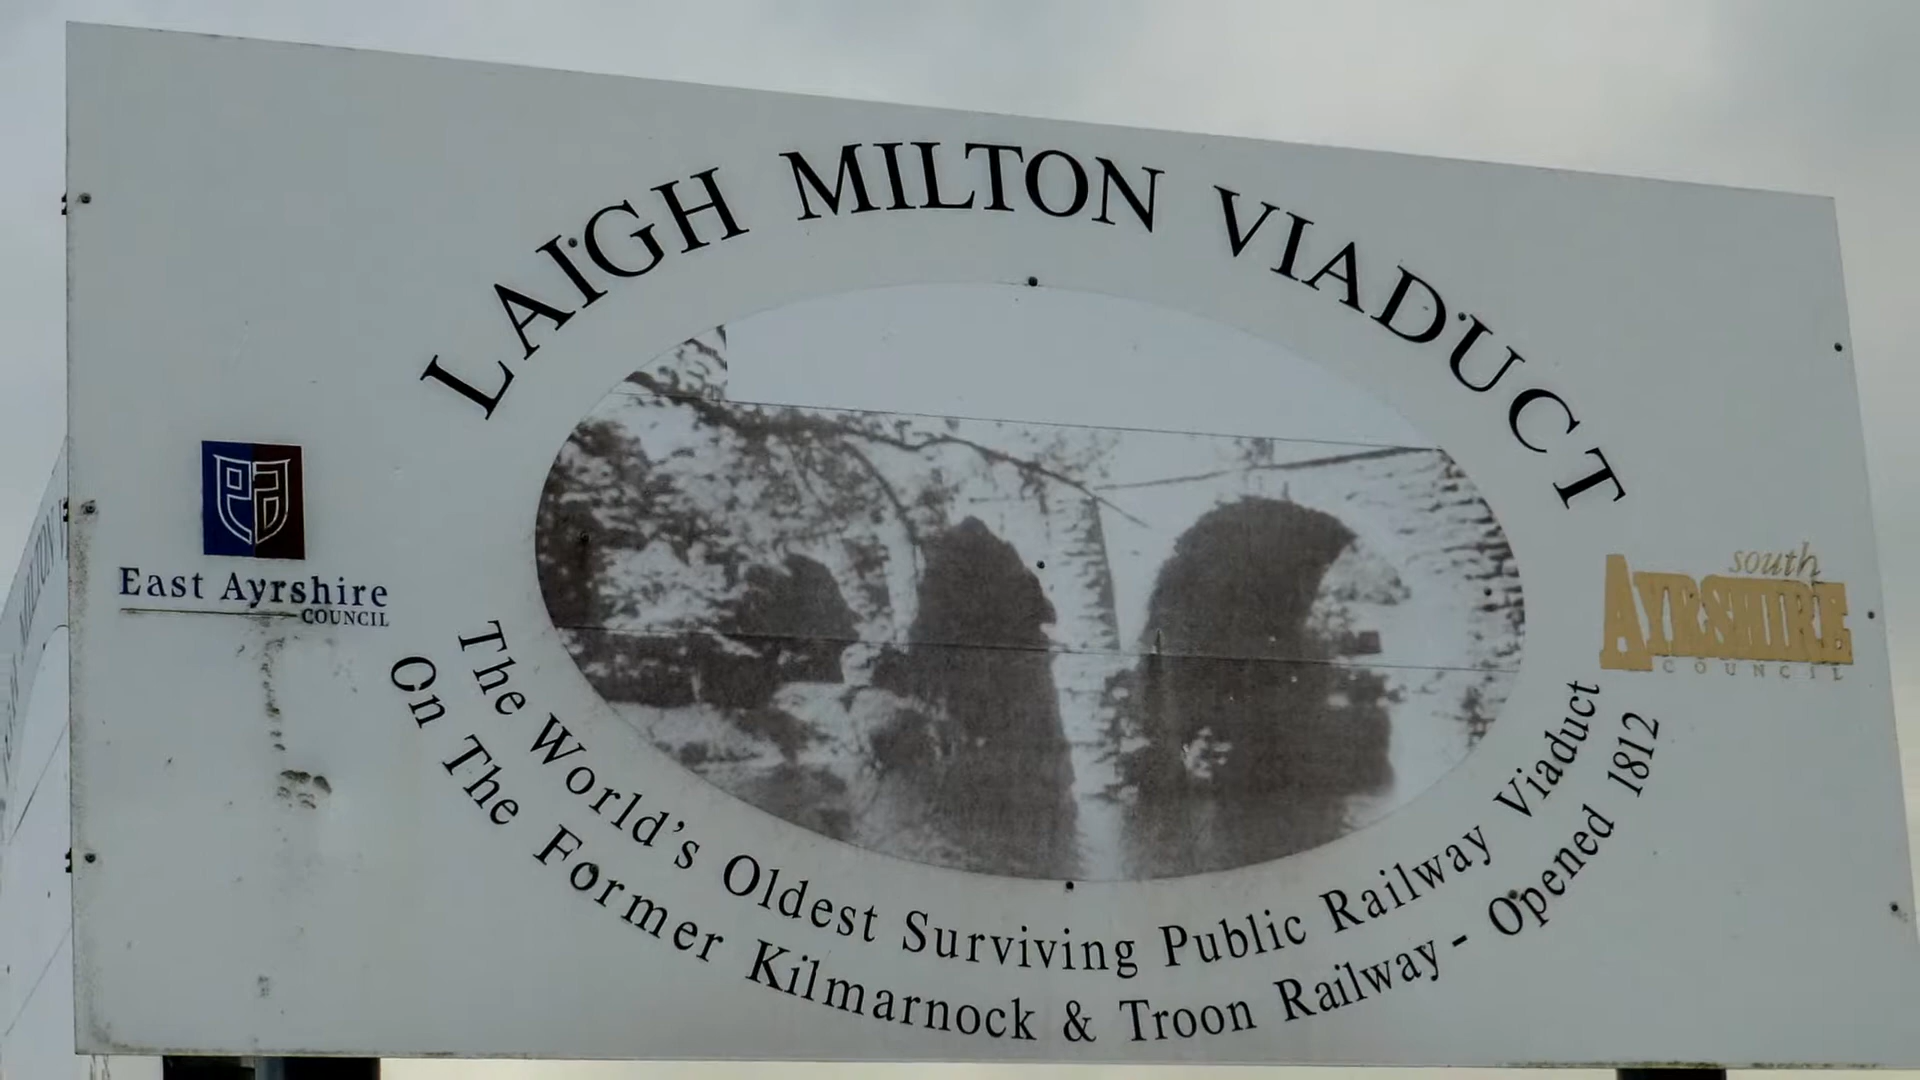 LAIGH MILTON VIADUCT
East Ayrshire
COUNCIL
south
AYRSHIRE
COUNCIL
The World's Oldest Surviving Public Railway Viaduct
On The Former Kilmarnock & Troon Railway - Opened 1812